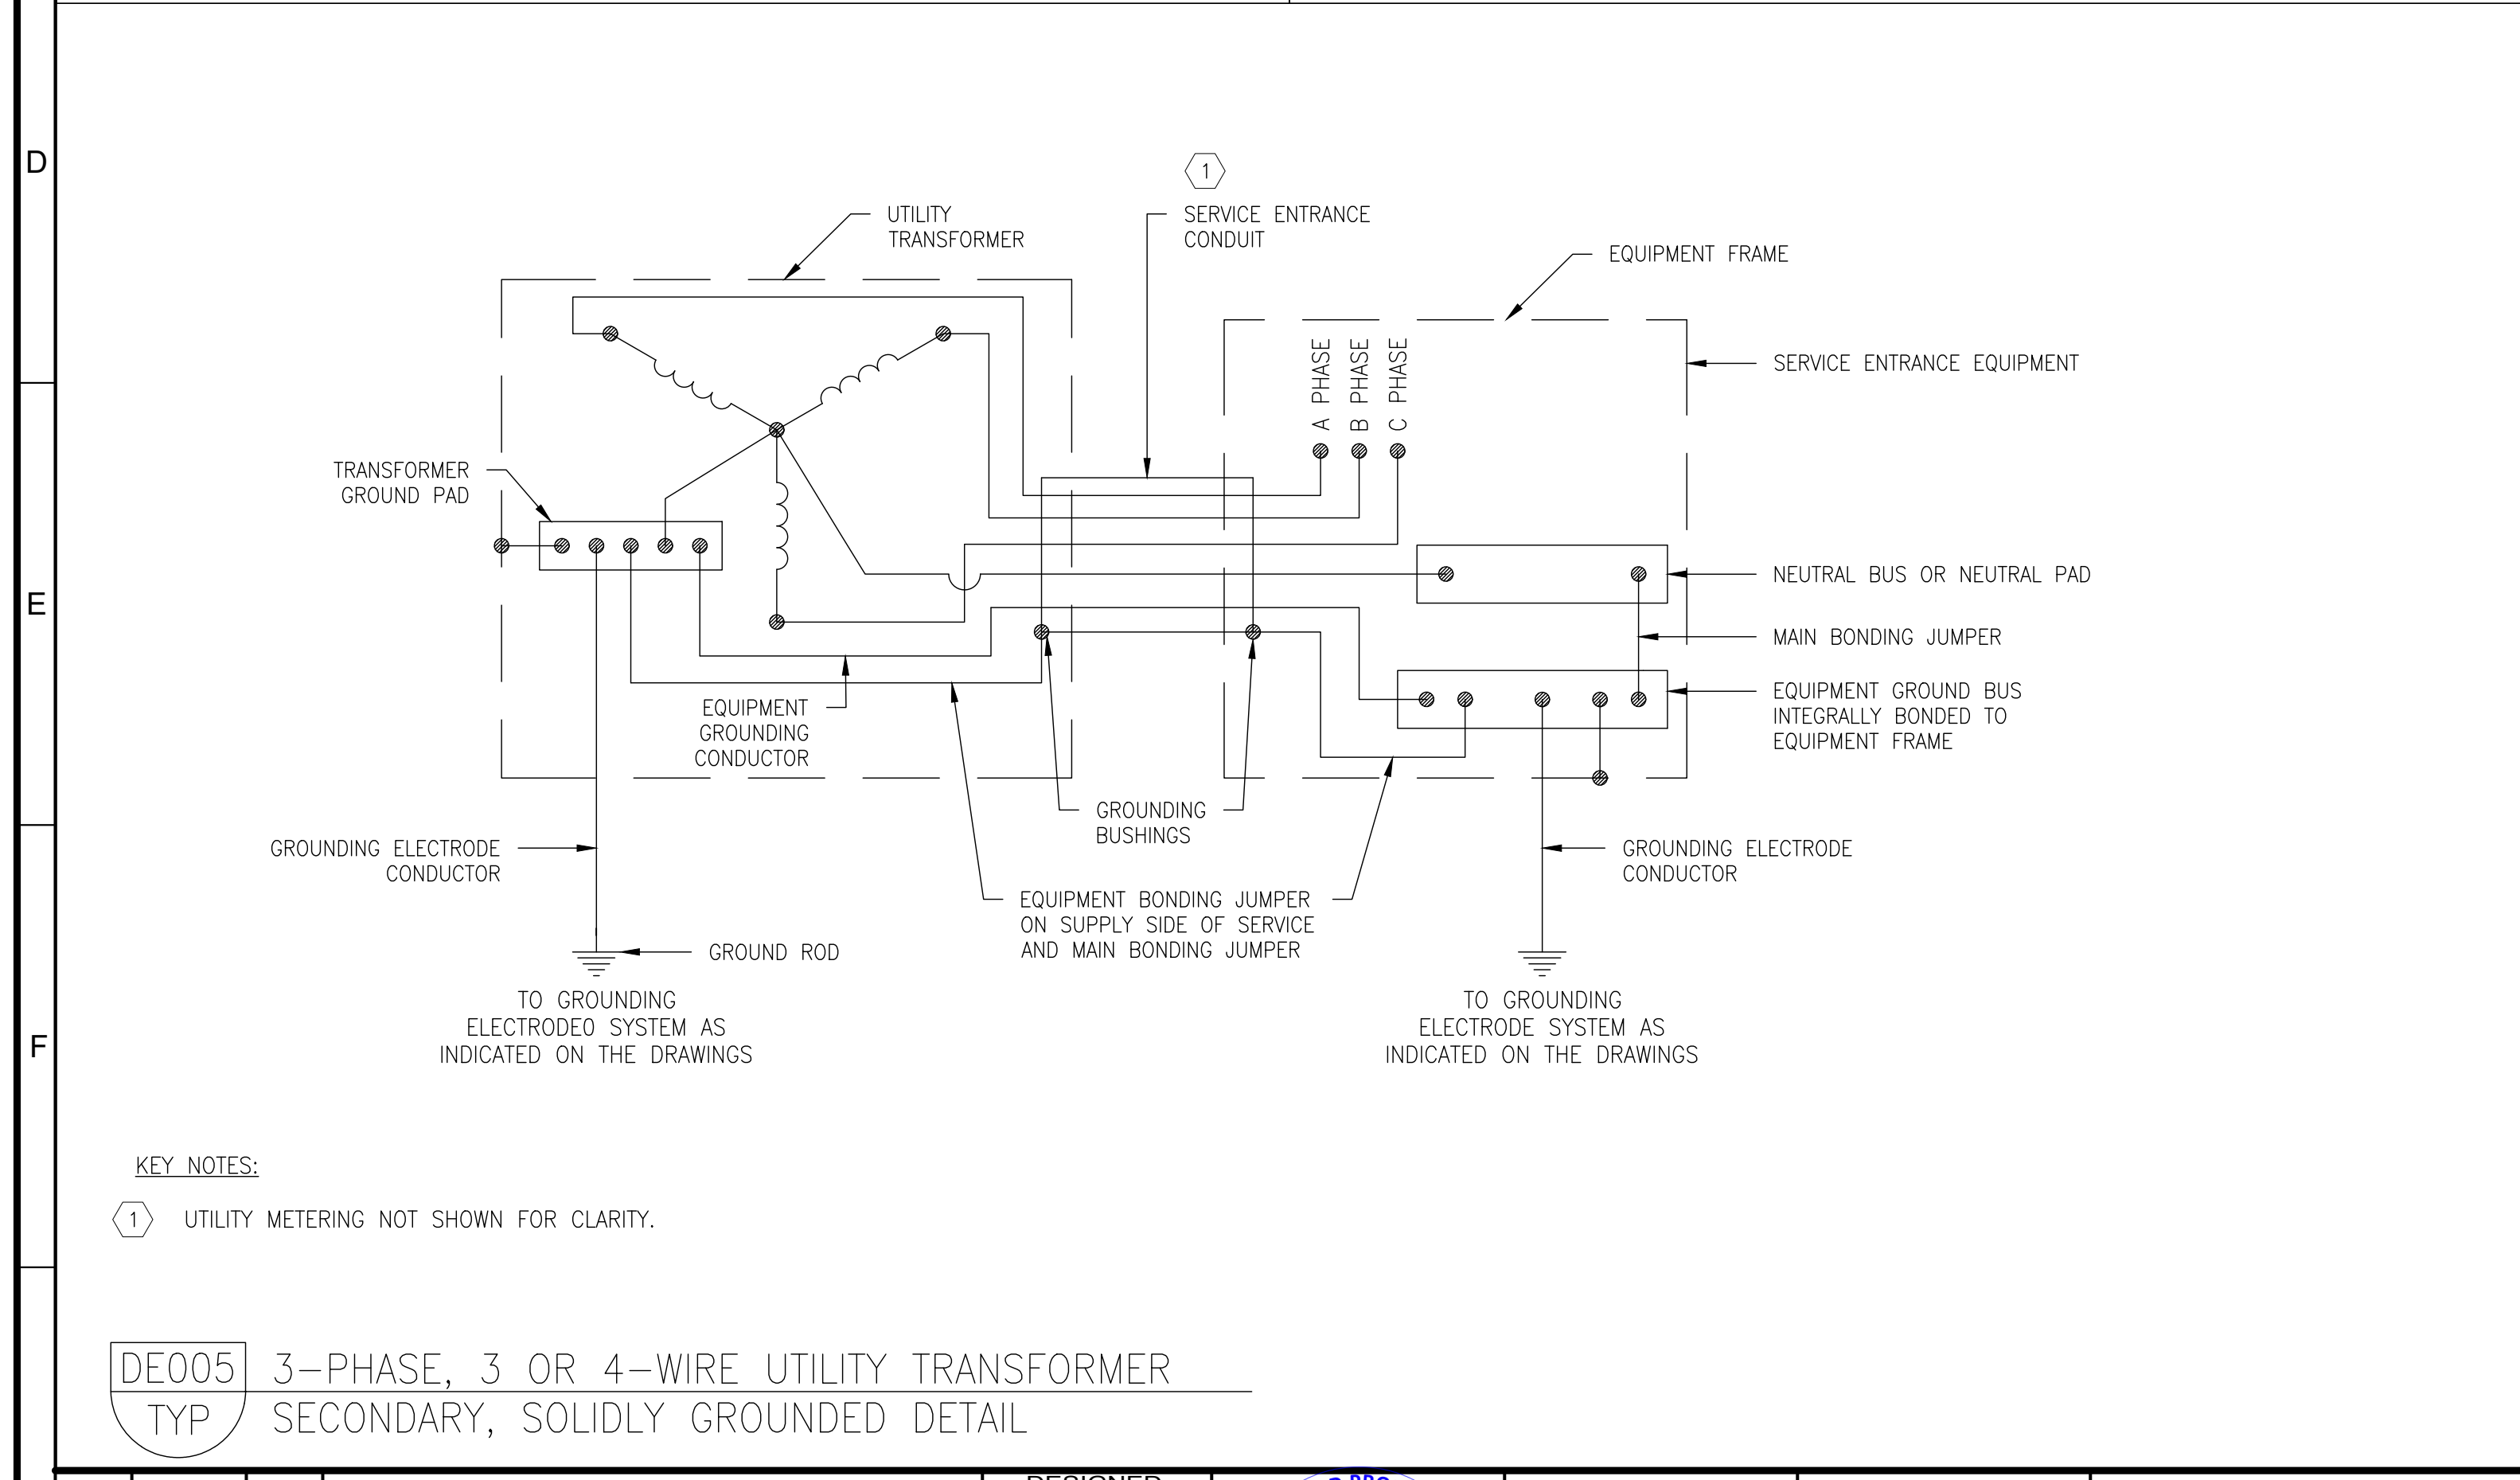 D
E
F
1
UTILITY
TRANSFORMER
SERVICE ENTRANCE
CONDUIT
EQUIPMENT FRAME
A PHASE
B PHASE
C PHASE
SERVICE ENTRANCE EQUIPMENT
TRANSFORMER
GROUND PAD
NEUTRAL BUS OR NEUTRAL PAD
MAIN BONDING JUMPER
EQUIPMENT GROUND BUS
INTEGRALLY BONDED TO
EQUIPMENT FRAME
EQUIPMENT
GROUNDING
CONDUCTOR
GROUNDING
BUSHINGS
GROUNDING ELECTRODE
CONDUCTOR
GROUNDING ELECTRODE
CONDUCTOR
EQUIPMENT BONDING JUMPER
ON SUPPLY SIDE OF SERVICE
AND MAIN BONDING JUMPER
GROUND ROD
TO GROUNDING
ELECTRODEO SYSTEM AS
INDICATED ON THE DRAWINGS
TO GROUNDING
ELECTRODE SYSTEM AS
INDICATED ON THE DRAWINGS
KEY NOTES:
1 UTILITY METERING NOT SHOWN FOR CLARITY.
DE005
TYP
3-PHASE, 3 OR 4-WIRE UTILITY TRANSFORMER
SECONDARY, SOLIDLY GROUNDED DETAIL
DESIGNED